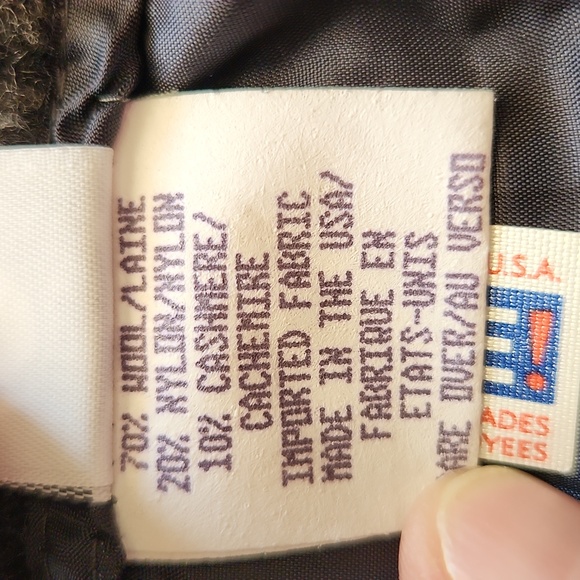 70% WOOL/LAINE
20% NYLON/NYLON
10% CASHMERE/
CACHEMIRE
IMPORTED FABRIC
MADE IN THE USA/
FABRIQUE EN
ETATS-UNIS
ARE OVER/AU VERSO
U.S.A.
E!
ADES
YEES